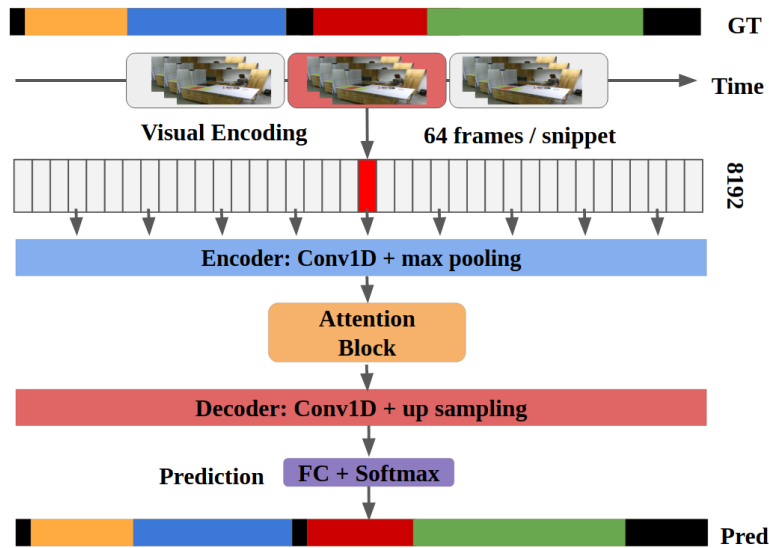 GT
Time
Visual Encoding
64 frames / snippet
8192
Encoder: Conv1D + max pooling
Attention
Block
Decoder: Conv1D + up sampling
Prediction
FC + Softmax
Pred